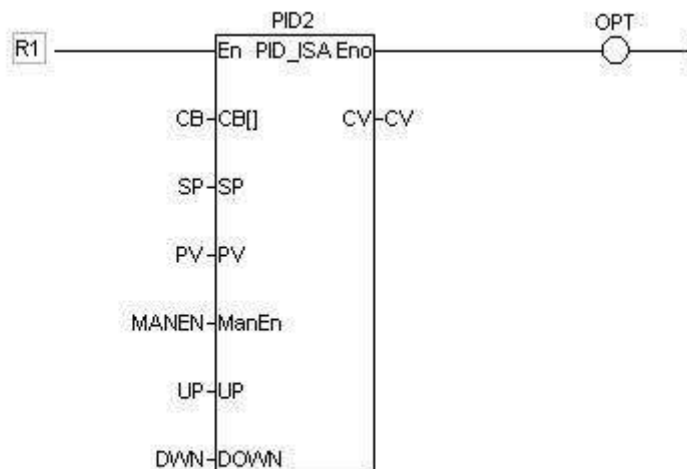 PID2 OPT
R1 En PID_ISA Eno
CB CB[] CV CV
SP SP
PV PV
MANEN ManEn
UP UP
DWN DOWN